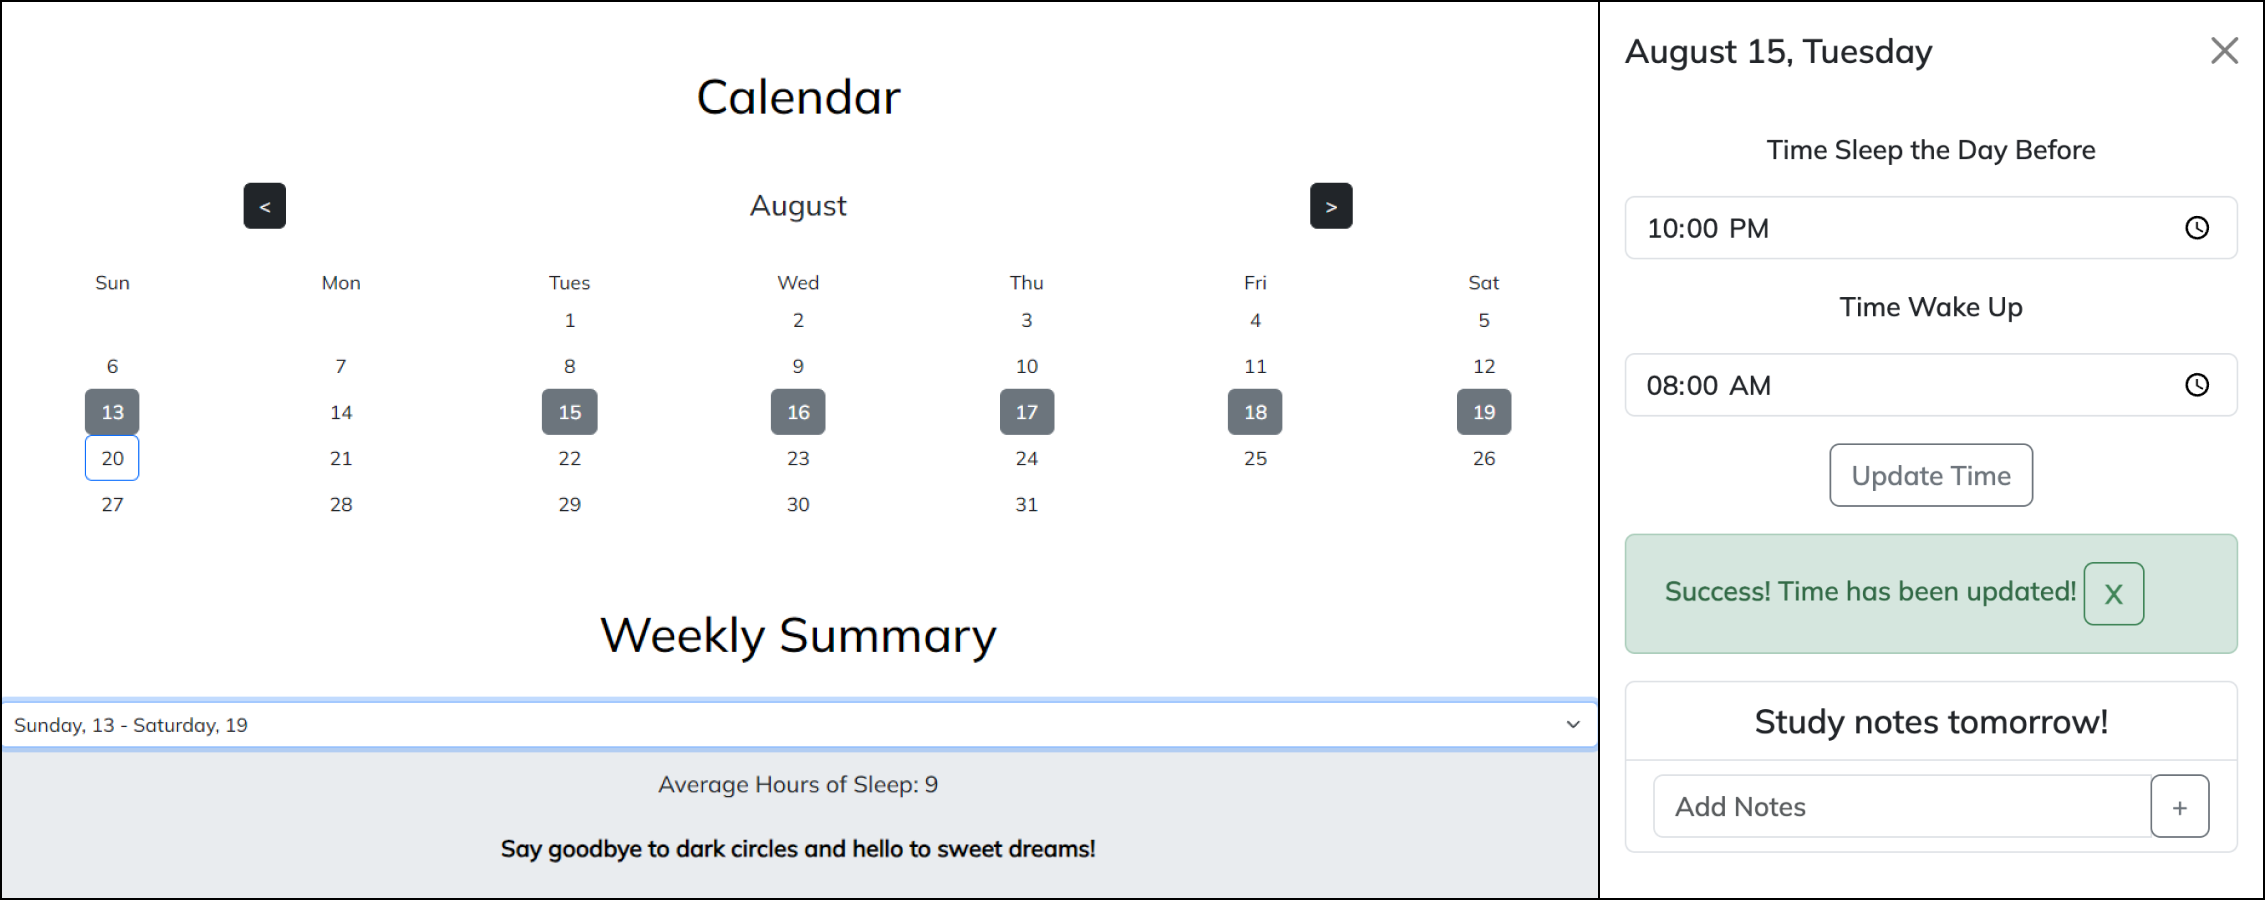 Calendar
< August >
Sun Mon Tues Wed Thu Fri Sat
1 2 3 4 5
6 7 8 9 10 11 12
13 14 15 16 17 18 19
20 21 22 23 24 25 26
27 28 29 30 31
Weekly Summary
Sunday, 13 - Saturday, 19
Average Hours of Sleep: 9
Say goodbye to dark circles and hello to sweet dreams!
August 15, Tuesday
Time Sleep the Day Before
10:00 PM
Time Wake Up
08:00 AM
Update Time
Success! Time has been updated! X
Study notes tomorrow!
Add Notes +